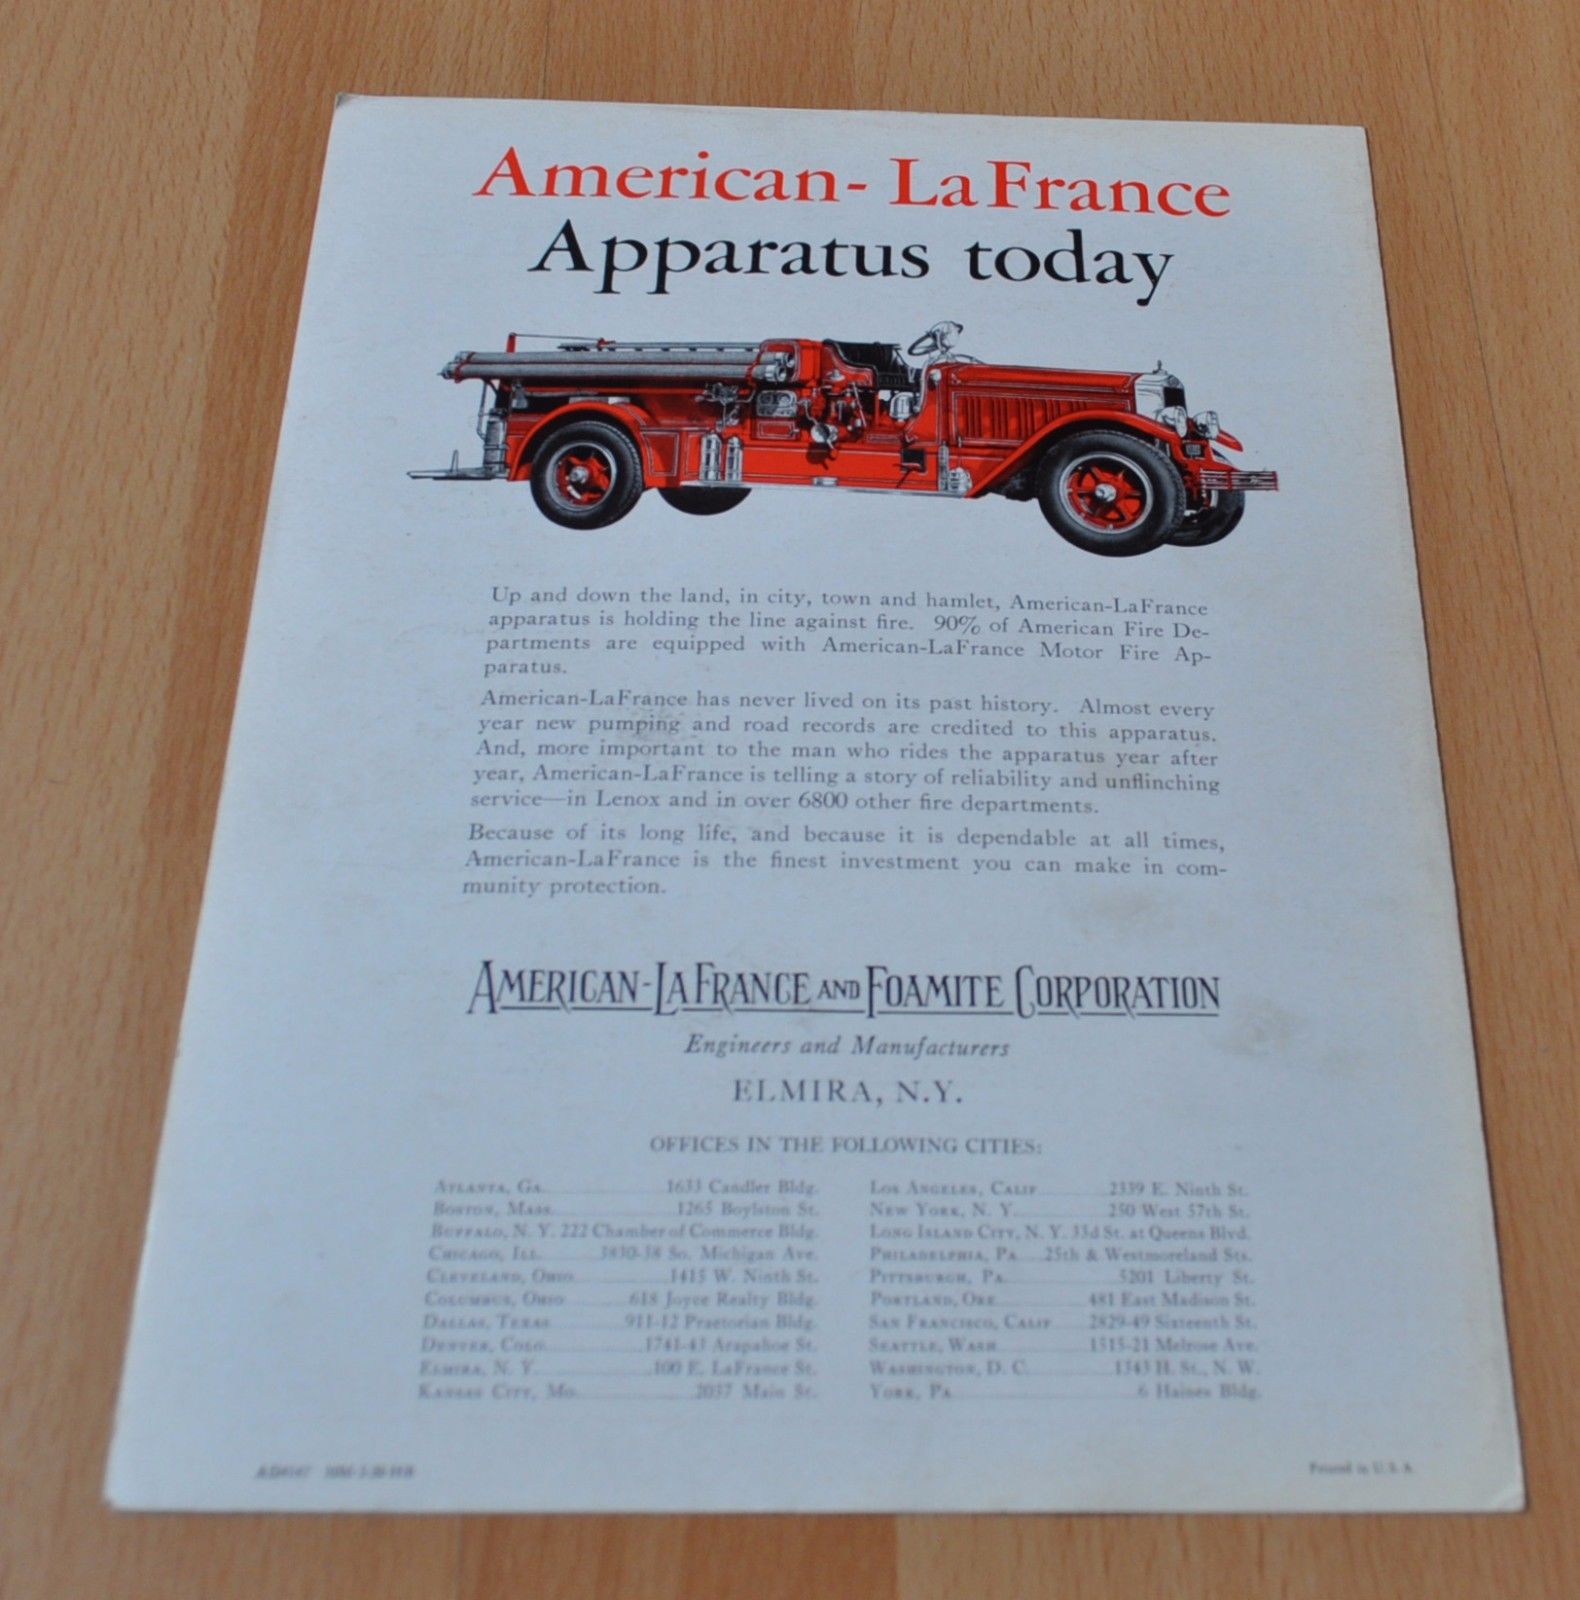 American-LaFrance
Apparatus today
Up and down the land, in city, town and hamlet, American-LaFrance
apparatus is holding the line against fire. 90% of American Fire De-
partments are equipped with American-LaFrance Motor Fire Ap-
paratus.
American-LaFrance has never lived on its past history. Almost every
year new pumping and road records are credited to this apparatus.
And, more important to the man who rides the apparatus year after
year, American-LaFrance is telling a story of reliability and unflinching
service—in Lenox and in over 6800 other fire departments.
Because of its long life, and because it is dependable at all times,
American-LaFrance is the finest investment you can make in com-
munity protection.
AMERICAN-LAFRANCE AND FOAMITE CORPORATION
Engineers and Manufacturers
ELMIRA, N.Y.
OFFICES IN THE FOLLOWING CITIES:
ATLANTA, GA. 1633 Candler Bldg.
BOSTON, MASS. 1265 Boylston St.
BUFFALO, N. Y. 222 Chamber of Commerce Bldg.
CHICAGO, ILL. 3830-38 So. Michigan Ave.
CLEVELAND, OHIO 1415 W. Ninth St.
COLUMBUS, OHIO 618 Joyce Realty Bldg.
DALLAS, TEXAS 911-12 Praetorian Bldg.
DENVER, COLO. 1741-43 Arapahoe St.
ELMIRA, N. Y. 100 E. LaFrance St.
KANSAS CITY, MO. 2037 Main St.
LOS ANGELES, CALIF. 2339 E. Ninth St.
NEW YORK, N. Y. 250 West 57th St.
LONG ISLAND CITY, N. Y. 33d St. at Queens Blvd.
PHILADELPHIA, PA. 25th & Westmoreland Sts.
PITTSBURGH, PA. 5201 Liberty St.
PORTLAND, ORE. 481 East Madison St.
SAN FRANCISCO, CALIF. 2829-49 Sixteenth St.
SEATTLE, WASH. 1515-21 Melrose Ave.
WASHINGTON, D. C. 1343 H. St., N. W.
YORK, PA. 6 Haines Bldg.
Printed in U. S. A.